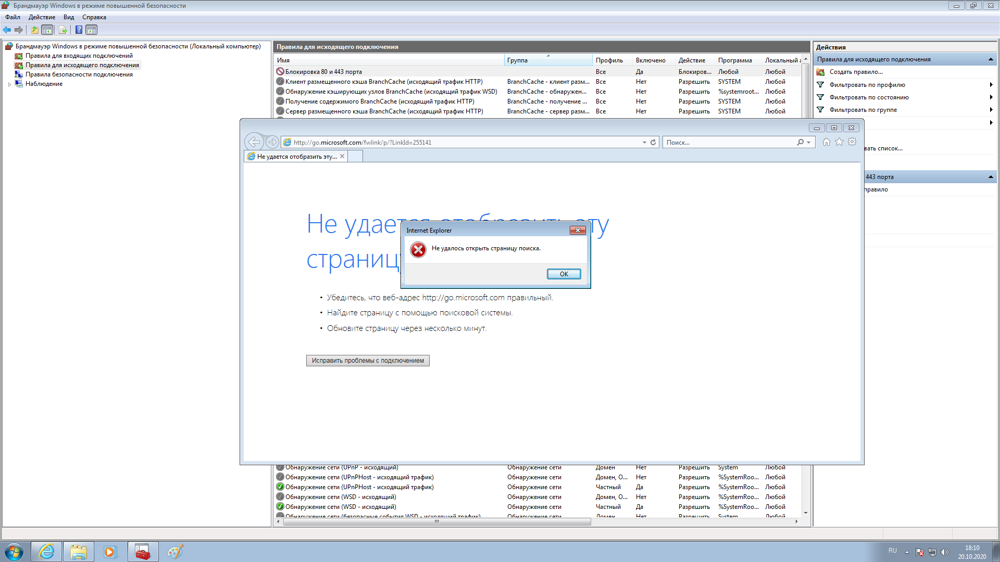 Брандмауэр Windows в режиме повышенной безопасности
Файл Действие Вид Справка
Брандмауэр Windows в режиме повышенной безопасности (Локальный компьютер)
Правила для входящих подключений
Правила для исходящего подключения
Правила безопасности подключения
Наблюдение
Правила для исходящего подключения
Имя Группа Профиль Включено Действие Программа Локальный а
Блокировка 80 и 443 порта Все Да Блокиров... Любой Любой
Клиент размещенного кэша BranchCache (исходящий трафик HTTP) BranchCache - клиент разм... Все Нет Разрешить SYSTEM Любой
Обнаружение кэширующих узлов BranchCache (исходящий трафик WSD) BranchCache - обнаружен... Все Нет Разрешить %systemroot... Любой
Получение содержимого BranchCache (исходящий трафик HTTP) BranchCache - получение ... Все Нет Разрешить SYSTEM Любой
Сервер размещенного кэша BranchCache (исходящий трафик HTTP) BranchCache - сервер разм... Все Нет Разрешить SYSTEM Любой
Действия
Правила для исходящего подключения
Создать правило...
Фильтровать по профилю
Фильтровать по состоянию
Фильтровать по группе
вать список...
443 порта
правило
http://go.microsoft.com/fwlink/p/?LinkId=255141
Поиск...
Не удается отобразить эту...
Не удается отобразить эту
страницу
Internet Explorer
Не удалось открыть страницу поиска.
OK
• Убедитесь, что веб-адрес http://go.microsoft.com правильный.
• Найдите страницу с помощью поисковой системы.
• Обновите страницу через несколько минут.
Исправить проблемы с подключением
Обнаружение сети (UPnP - исходящий) Обнаружение сети Домен Нет Разрешить System Любой
Обнаружение сети (UPnPHost - исходящий трафик) Обнаружение сети Домен, О... Нет Разрешить %SystemRoo... Любой
Обнаружение сети (UPnPHost - исходящий трафик) Обнаружение сети Частный Да Разрешить %SystemRoo... Любой
Обнаружение сети (WSD - исходящий) Обнаружение сети Домен, О... Нет Разрешить %SystemRoo... Любой
Обнаружение сети (WSD - исходящий) Обнаружение сети Частный Да Разрешить %SystemRoo... Любой
Обнаружение сети (безопасные события WSD - исходящий трафик) Обнаружение сети Домен Нет Разрешить System Любой
RU
18:10
20.10.2020